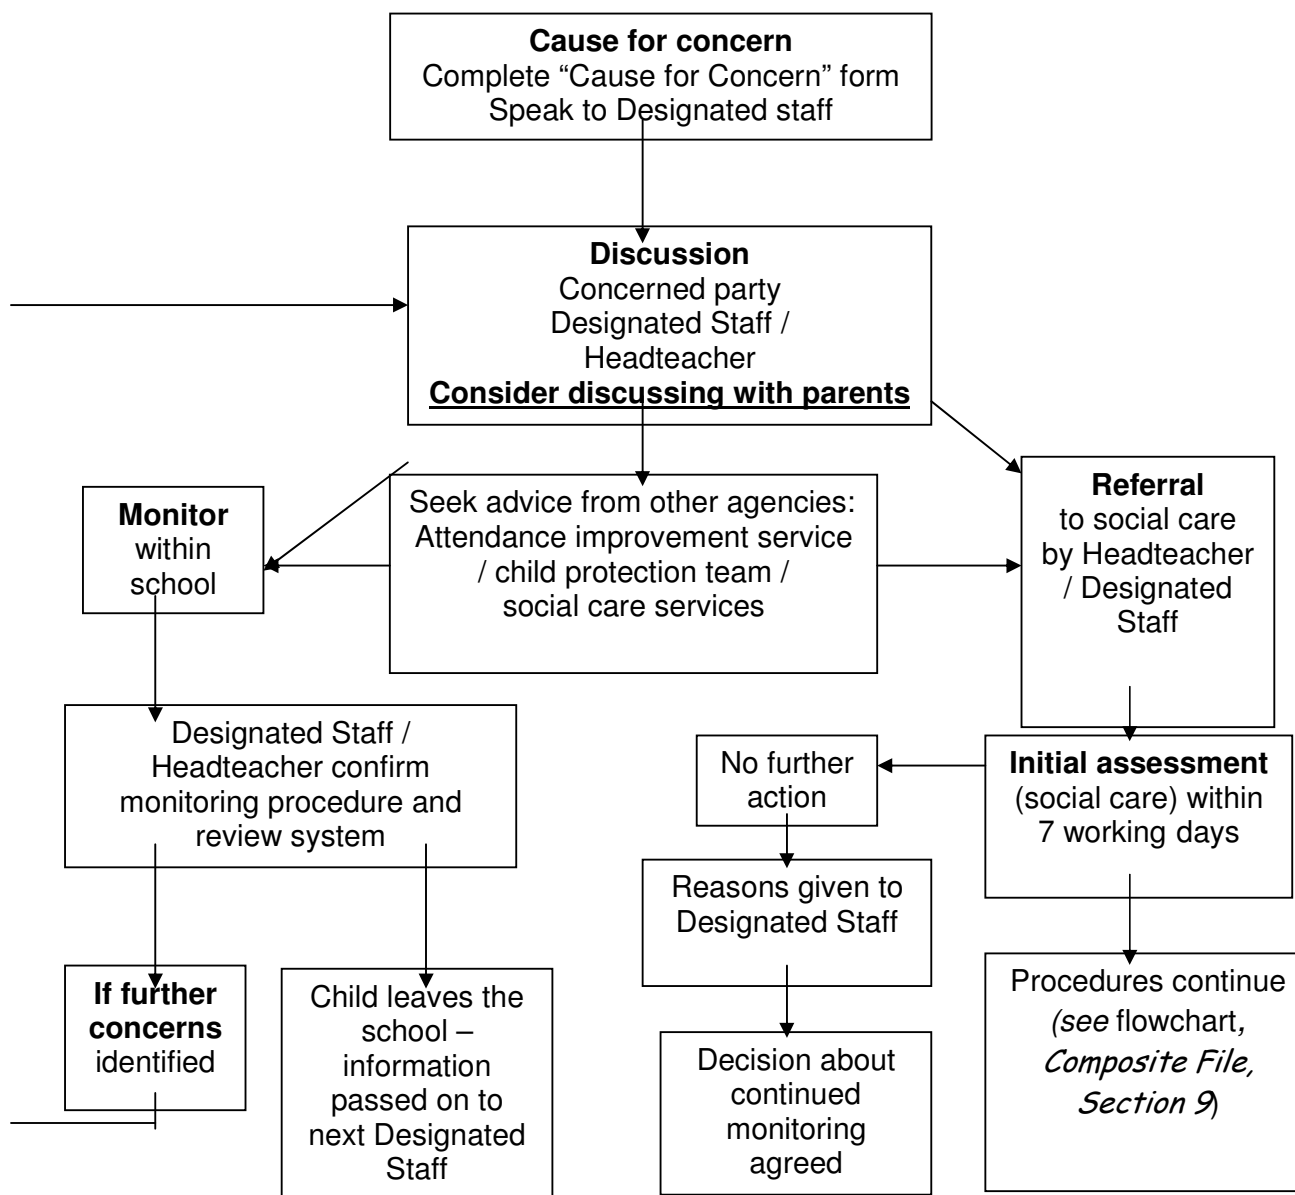 Cause for concern
Complete “Cause for Concern” form
Speak to Designated staff
Discussion
Concerned party
Designated Staff /
Headteacher
Consider discussing with parents
Monitor
within
school
Seek advice from other agencies:
Attendance improvement service
/ child protection team /
social care services
Referral
to social care
by Headteacher
/ Designated
Staff
Designated Staff /
Headteacher confirm
monitoring procedure and
review system
No further
action
Initial assessment
(social care) within
7 working days
Reasons given to
Designated Staff
If further
concerns
identified
Child leaves the
school –
information
passed on to
next Designated
Staff
Decision about
continued
monitoring
agreed
Procedures continue
(see flowchart,
Composite File,
Section 9)